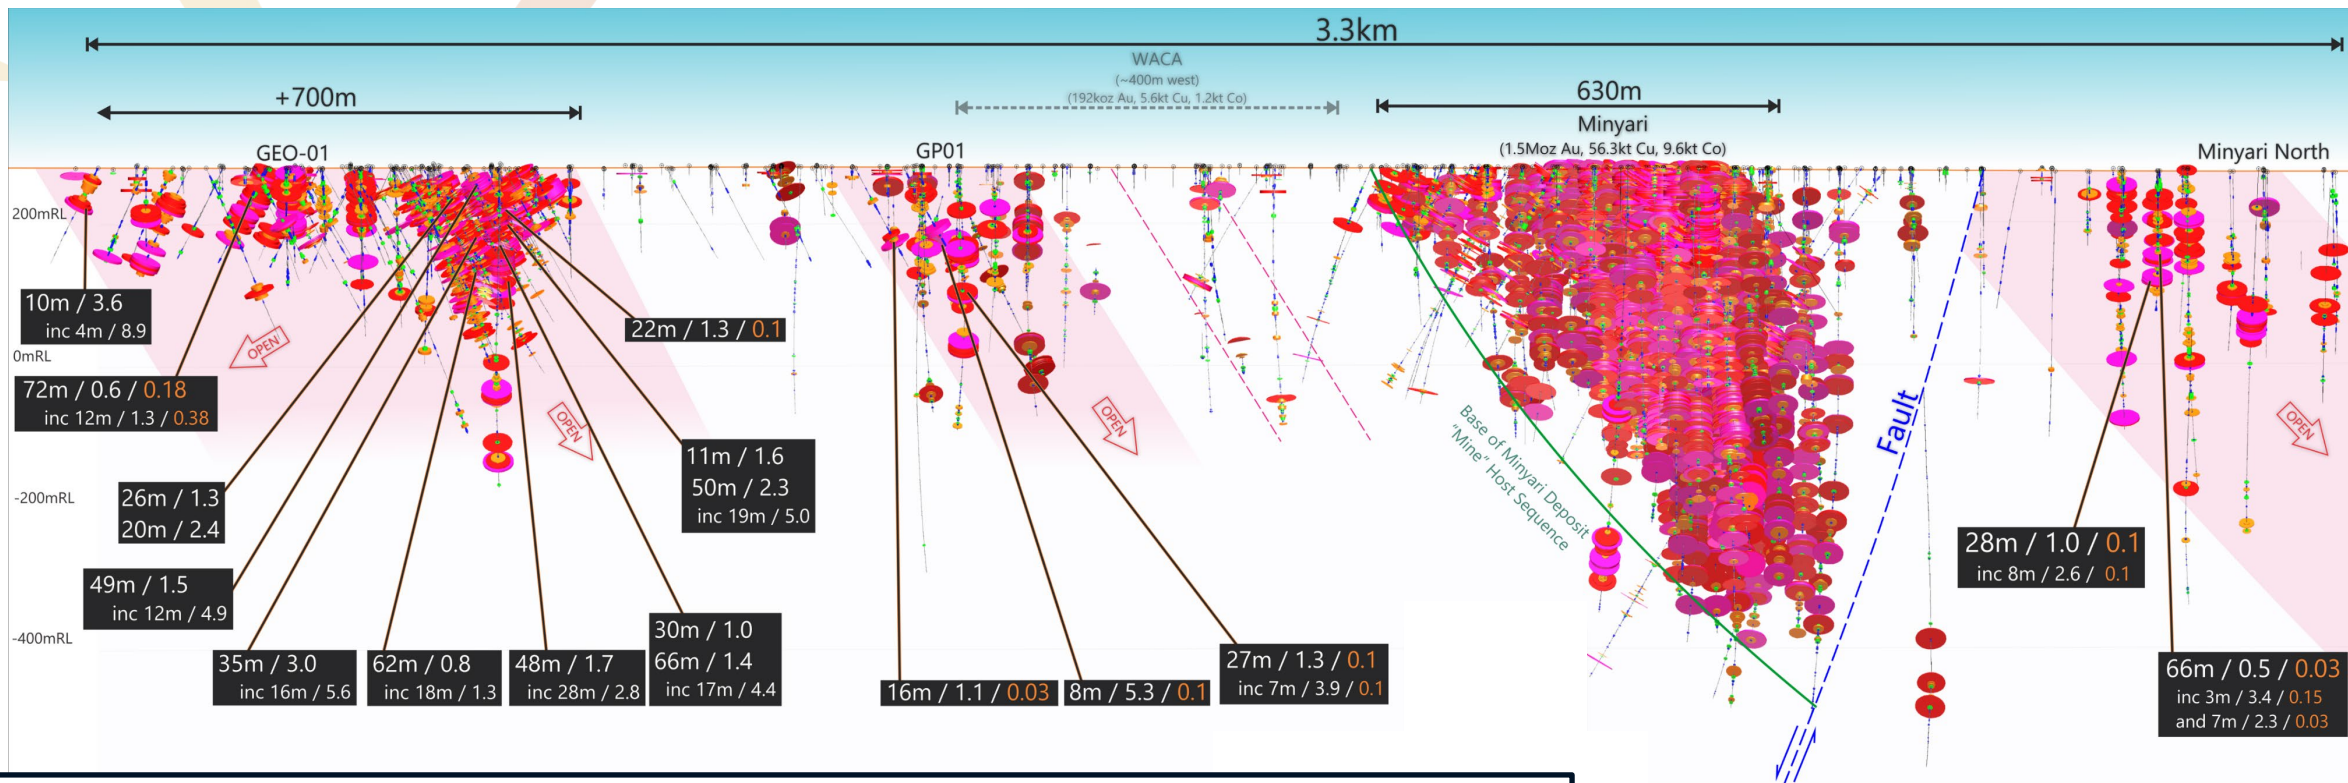 3.3km
WACA
(~400m west)
(192koz Au, 5.6kt Cu, 1.2kt Co)
+700m
630m
Minyari
(1.5Moz Au, 56.3kt Cu, 9.6kt Co)
GEO-01
GP01
Minyari North
200mRL
0mRL
-200mRL
-400mRL
10m / 3.6
inc 4m / 8.9
72m / 0.6 / 0.18
inc 12m / 1.3 / 0.38
OPEN
26m / 1.3
20m / 2.4
49m / 1.5
inc 12m / 4.9
35m / 3.0
inc 16m / 5.6
62m / 0.8
inc 18m / 1.3
48m / 1.7
inc 28m / 2.8
30m / 1.0
66m / 1.4
inc 17m / 4.4
OPEN
22m / 1.3 / 0.1
11m / 1.6
50m / 2.3
inc 19m / 5.0
16m / 1.1 / 0.03
8m / 5.3 / 0.1
27m / 1.3 / 0.1
inc 7m / 3.9 / 0.1
OPEN
Base of Minyari Deposit
"Mine" Host Sequence
Fault
28m / 1.0 / 0.1
inc 8m / 2.6 / 0.1
OPEN
66m / 0.5 / 0.03
inc 3m / 3.4 / 0.15
and 7m / 2.3 / 0.03